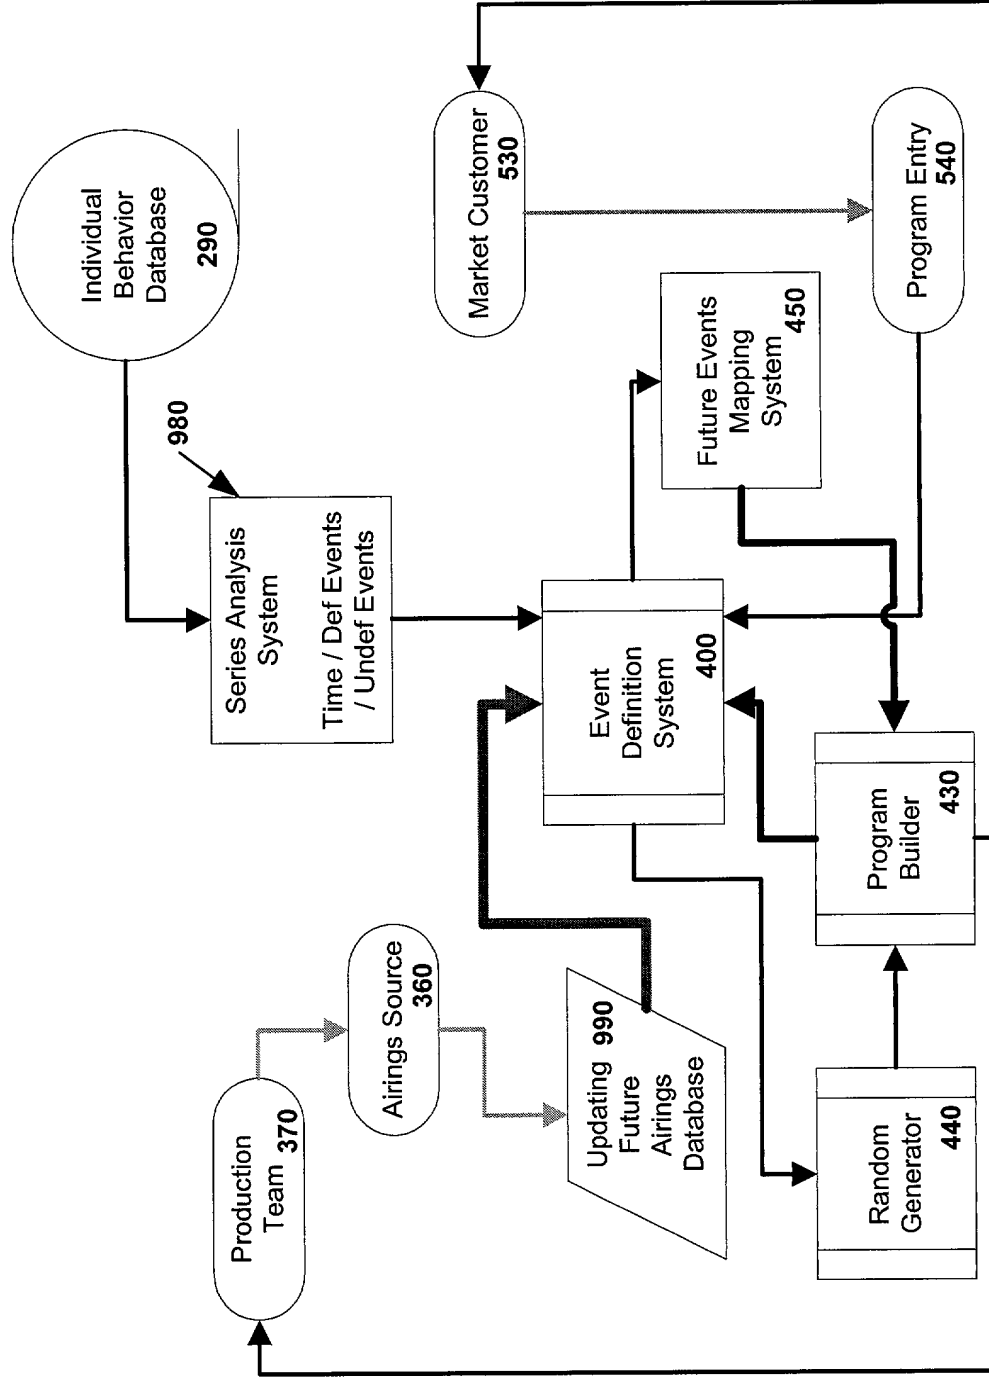 Individual
Behavior
Database
290
980
Series Analysis
System
Time / Def Events
/ Undef Events
Market Customer
530
Program Entry
540
Future Events
Mapping
System
450
Event
Definition
System
400
Production
Team
370
Airings Source
360
Updating 990
Future
Airings
Database
Program
Builder
430
Random
Generator
440